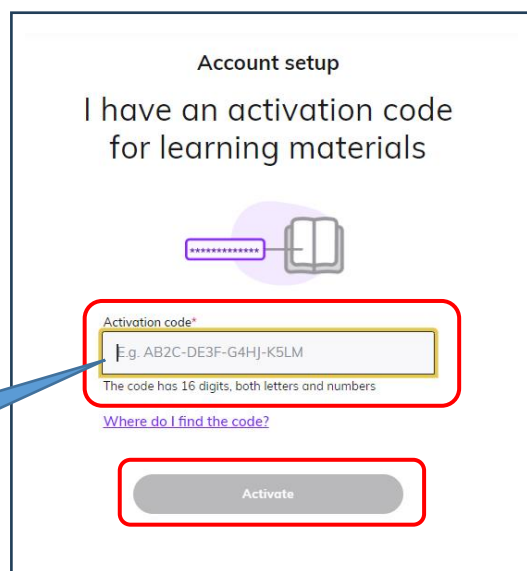 Account setup
I have an activation code
for learning materials
*************
Activation code*
E.g. AB2C-DE3F-G4HJ-K5LM
The code has 16 digits, both letters and numbers
Where do I find the code?
Activate